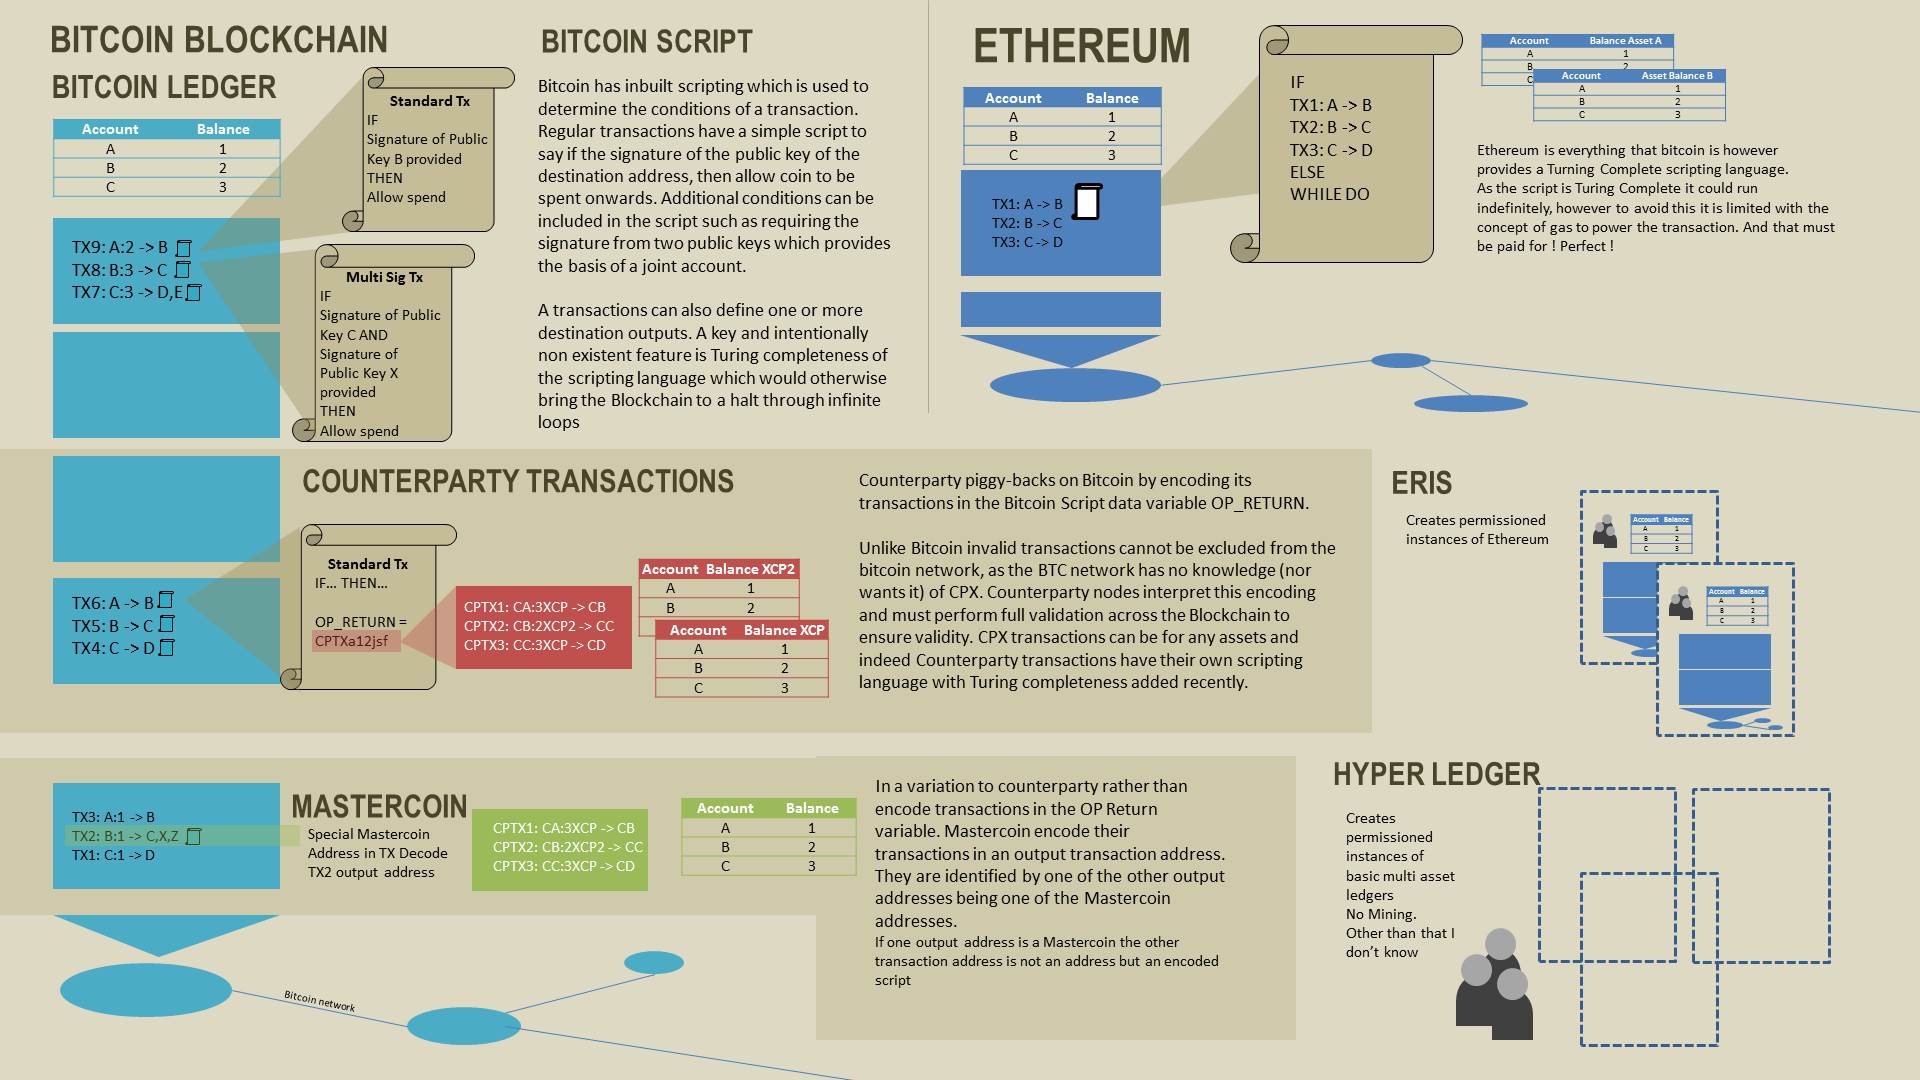 BITCOIN BLOCKCHAIN
BITCOIN LEDGER
Account Balance
A 1
B 2
C 3
TX9: A:2 -> B
TX8: B:3 -> C
TX7: C:3 -> D,E
Standard Tx
IF
Signature of Public
Key B provided
THEN
Allow spend
Multi Sig Tx
IF
Signature of Public
Key C AND
Signature of
Public Key X
provided
THEN
Allow spend
BITCOIN SCRIPT
Bitcoin has inbuilt scripting which is used to
determine the conditions of a transaction.
Regular transactions have a simple script to
say if the signature of the public key of the
destination address, then allow coin to be
spent onwards. Additional conditions can be
included in the script such as requiring the
signature from two public keys which provides
the basis of a joint account.
A transactions can also define one or more
destination outputs. A key and intentionally
non existent feature is Turing completeness of
the scripting language which would otherwise
bring the Blockchain to a halt through infinite
loops
ETHEREUM
Account Balance
A 1
B 2
C 3
TX1: A -> B
TX2: B -> C
TX3: C -> D
IF
TX1: A -> B
TX2: B -> C
TX3: C -> D
ELSE
WHILE DO
Account Balance Asset A
A 1
B 2
C
Account Asset Balance B
A 1
B 2
C 3
Ethereum is everything that bitcoin is however
provides a Turning Complete scripting language.
As the script is Turing Complete it could run
indefinitely, however to avoid this it is limited with the
concept of gas to power the transaction. And that must
be paid for ! Perfect !
COUNTERPARTY TRANSACTIONS
TX6: A -> B
TX5: B -> C
TX4: C -> D
Standard Tx
IF... THEN...
OP_RETURN =
CPTXa12jsf
CPTX1: CA:3XCP -> CB
CPTX2: CB:2XCP2 -> CC
CPTX3: CC:3XCP -> CD
Account Balance XCP2
A 1
B 2
Account Balance XCP
A 1
B 2
C 3
Counterparty piggy-backs on Bitcoin by encoding its
transactions in the Bitcoin Script data variable OP_RETURN.
Unlike Bitcoin invalid transactions cannot be excluded from the
bitcoin network, as the BTC network has no knowledge (nor
wants it) of CPX. Counterparty nodes interpret this encoding
and must perform full validation across the Blockchain to
ensure validity. CPX transactions can be for any assets and
indeed Counterparty transactions have their own scripting
language with Turing completeness added recently.
ERIS
Creates permissioned
instances of Ethereum
Account Balance
A 1
B 2
C 3
Account Balance
A 1
B 2
C 3
MASTERCOIN
TX3: A:1 -> B
TX2: B:1 -> C,X,Z
TX1: C:1 -> D
Special Mastercoin
Address in TX Decode
TX2 output address
CPTX1: CA:3XCP -> CB
CPTX2: CB:2XCP2 -> CC
CPTX3: CC:3XCP -> CD
Account Balance
A 1
B 2
C 3
In a variation to counterparty rather than
encode transactions in the OP Return
variable. Mastercoin encode their
transactions in an output transaction address.
They are identified by one of the other output
addresses being one of the Mastercoin
addresses.
If one output address is a Mastercoin the other
transaction address is not an address but an encoded
script
HYPER LEDGER
Creates
permissioned
instances of
basic multi asset
ledgers
No Mining.
Other than that I
don't know
Bitcoin network